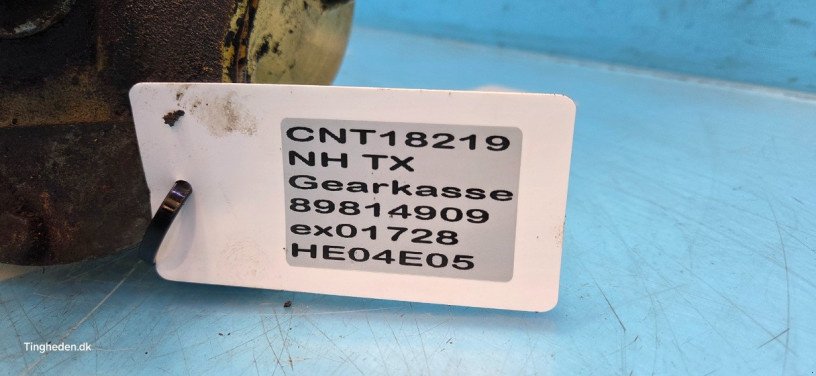 CNT18219
NH TX
Gearkasse
89814909
ex01728
HE04E05
Tingheden.dk